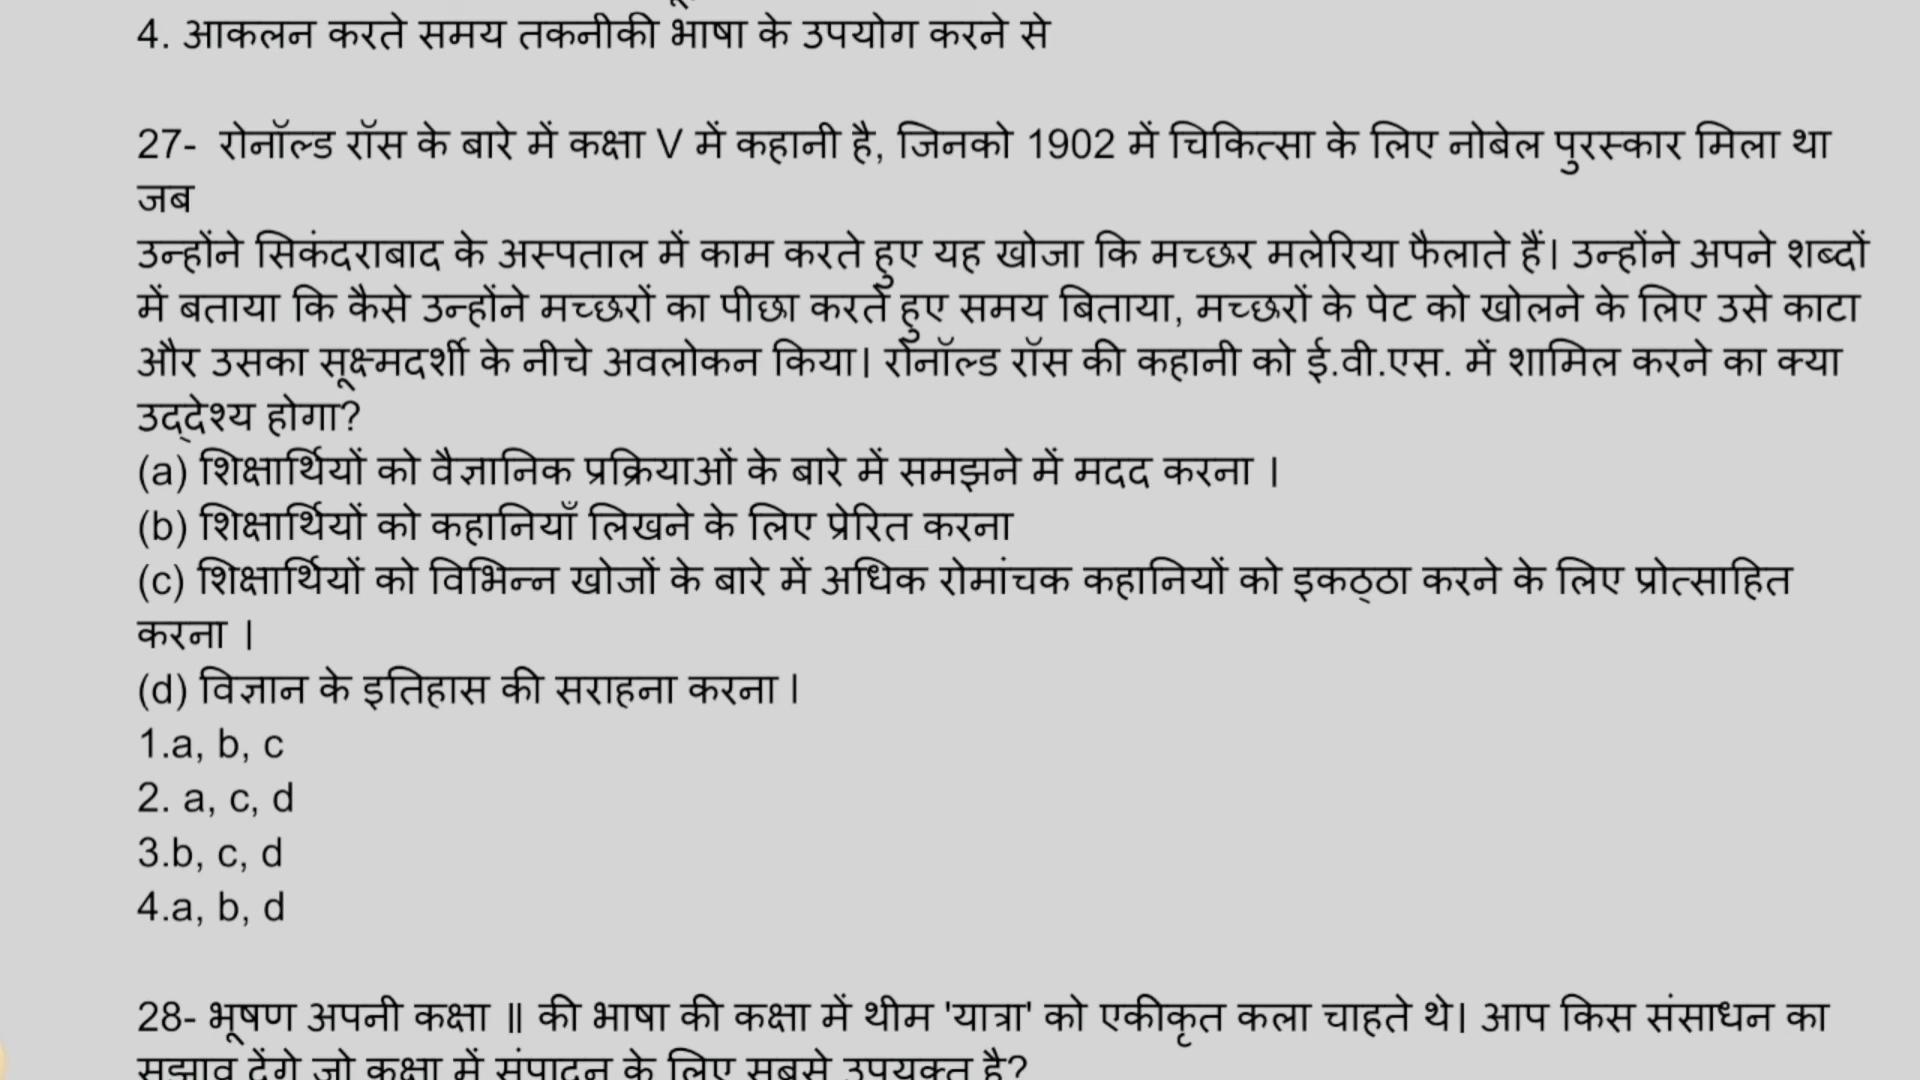 4. आकलन करते समय तकनीकी भाषा के उपयोग करने से
27- रोनॉल्ड रॉस के बारे में कक्षा V में कहानी है, जिनको 1902 में चिकित्सा के लिए नोबेल पुरस्कार मिला था
जब
उन्होंने सिकंदराबाद के अस्पताल में काम करते हुए यह खोजा कि मच्छर मलेरिया फैलाते हैं। उन्होंने अपने शब्दों
में बताया कि कैसे उन्होंने मच्छरों का पीछा करते हुए समय बिताया, मच्छरों के पेट को खोलने के लिए उसे काटा
और उसका सूक्ष्मदर्शी के नीचे अवलोकन किया। रोनॉल्ड रॉस की कहानी को ई.वी.एस. में शामिल करने का क्या
उद्देश्य होगा?
(a) शिक्षार्थियों को वैज्ञानिक प्रक्रियाओं के बारे में समझने में मदद करना ।
(b) शिक्षार्थियों को कहानियाँ लिखने के लिए प्रेरित करना
(c) शिक्षार्थियों को विभिन्न खोजों के बारे में अधिक रोमांचक कहानियों को इकठ्ठा करने के लिए प्रोत्साहित
करना ।
(d) विज्ञान के इतिहास की सराहना करना ।
1.a, b, c
2. a, c, d
3.b, c, d
4.a, b, d
28- भूषण अपनी कक्षा || की भाषा की कक्षा में थीम 'यात्रा' को एकीकृत कला चाहते थे। आप किस संसाधन का
सुझाव देंगे जो कक्षा में संपादन के लिए सबसे उपयुक्त है?